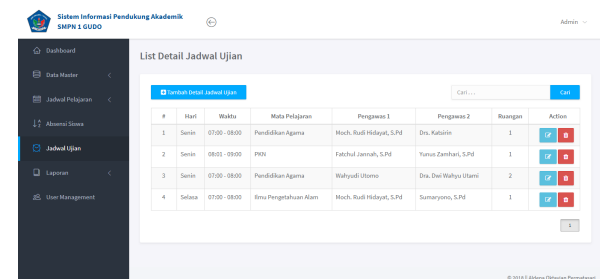 Sistem Informasi Pendukung Akademik
SMPN 1 GUDO
Admin
Dashboard
Data Master
Jadwal Pelajaran
Absensi Siswa
Jadwal Ujian
Laporan
User Management
List Detail Jadwal Ujian
Tambah Detail Jadwal Ujian
Cari ...
Cari
# Hari Waktu Mata Pelajaran Pengawas 1 Pengawas 2 Ruangan Action
1 Senin 07:00 - 08:00 Pendidikan Agama Moch. Rudi Hidayat, S.Pd Drs. Katsirin 1
2 Senin 08:01 - 09:00 PKN Fatchul Jannah, S.Pd Yunus Zamhari, S.Pd 1
3 Senin 07:00 - 08:00 Pendidikan Agama Wahyudi Utomo Dra. Dwi Wahyu Utami 2
4 Selasa 07:00 - 08:00 Ilmu Pengetahuan Alam Moch. Rudi Hidayat, S.Pd Sumaryono, S.Pd 1
1